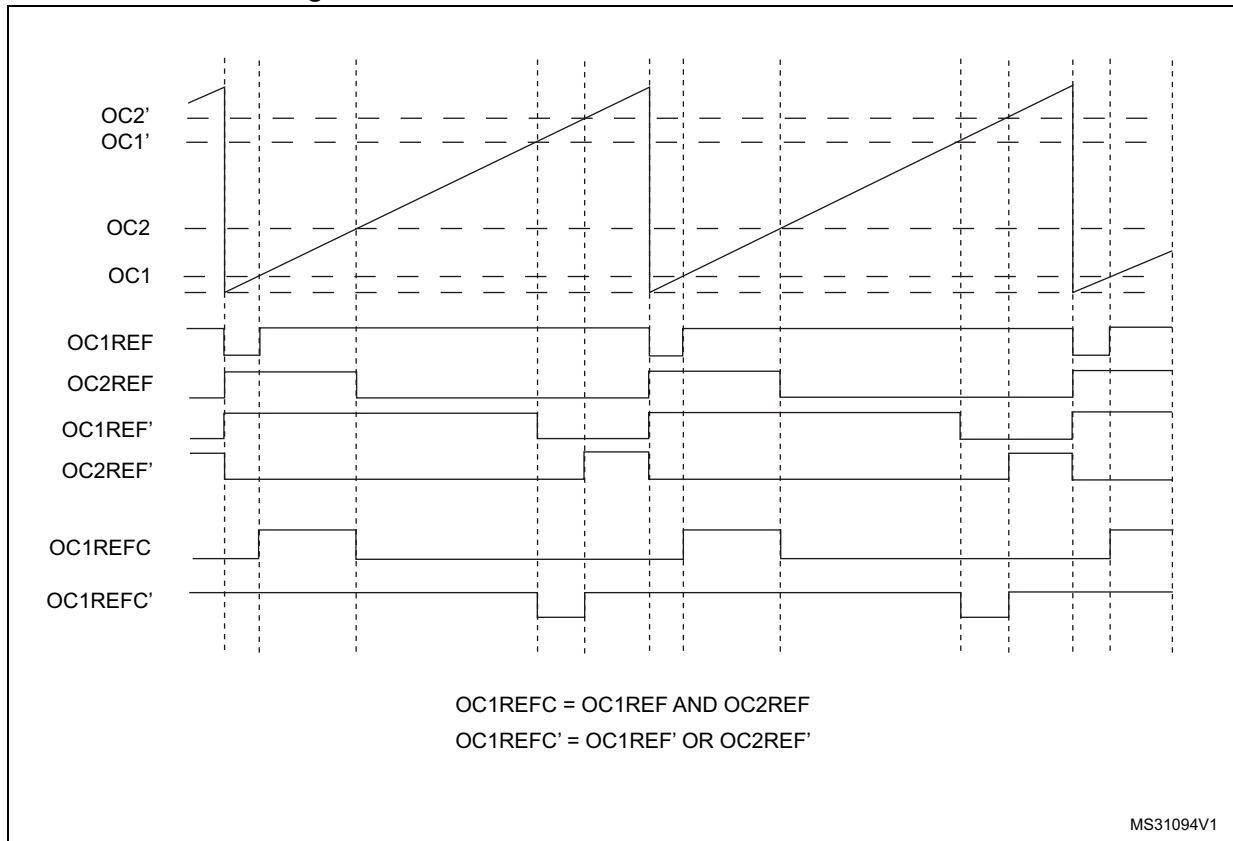 OC2’
OC1’
OC2
OC1
OC1REF
OC2REF
OC1REF’
OC2REF’
OC1REFC
OC1REFC’
OC1REFC = OC1REF AND OC2REF
OC1REFC’ = OC1REF’ OR OC2REF’
MS31094V1